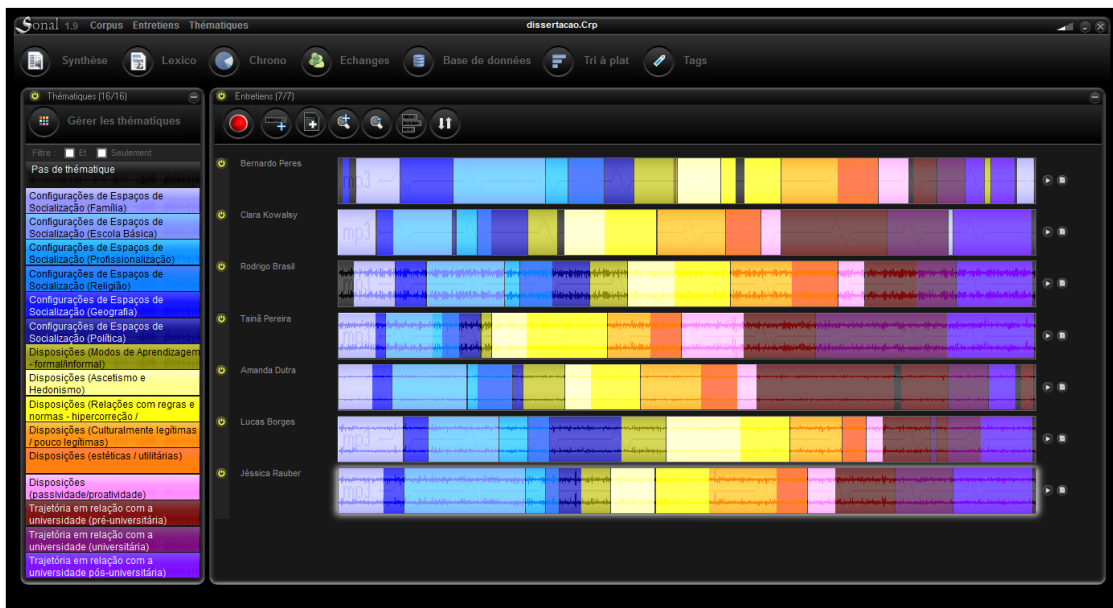 Sonal 1.9 Corpus Entretiens Thématiques dissertacao.Crp
Synthèse Lexico Chrono Echanges Base de données Tri à plat Tags
Thématiques (16/16)
Gérer les thématiques
Filtre : Et Seulement
Pas de thématique
Configurações de Espaços de
Socialização (Família)
Configurações de Espaços de
Socialização (Escola Básica)
Configurações de Espaços de
Socialização (Profissionalização)
Configurações de Espaços de
Socialização (Religião)
Configurações de Espaços de
Socialização (Geografia)
Configurações de Espaços de
Socialização (Política)
Disposições (Modos de Aprendizagem
- formal/informal)
Disposições (Ascetismo e
Hedonismo)
Disposições (Relações com regras e
normas - hipercorreção /
Disposições (Culturalmente legítimas
/ pouco legítimas)
Disposições (estéticas / utilitárias)
Disposições
(passividade/proatividade)
Trajetória em relação com a
universidade (pré-universitária)
Trajetória em relação com a
universidade (universitária)
Trajetória em relação com a
universidade pós-universitária)
Entretiens (7/7)
Bernardo Peres
mp3
Clara Kowalsy
mp3
Rodrigo Brasil
Tainã Pereira
Amanda Dutra
Lucas Borges
mp3
Jéssica Rauber
mp3